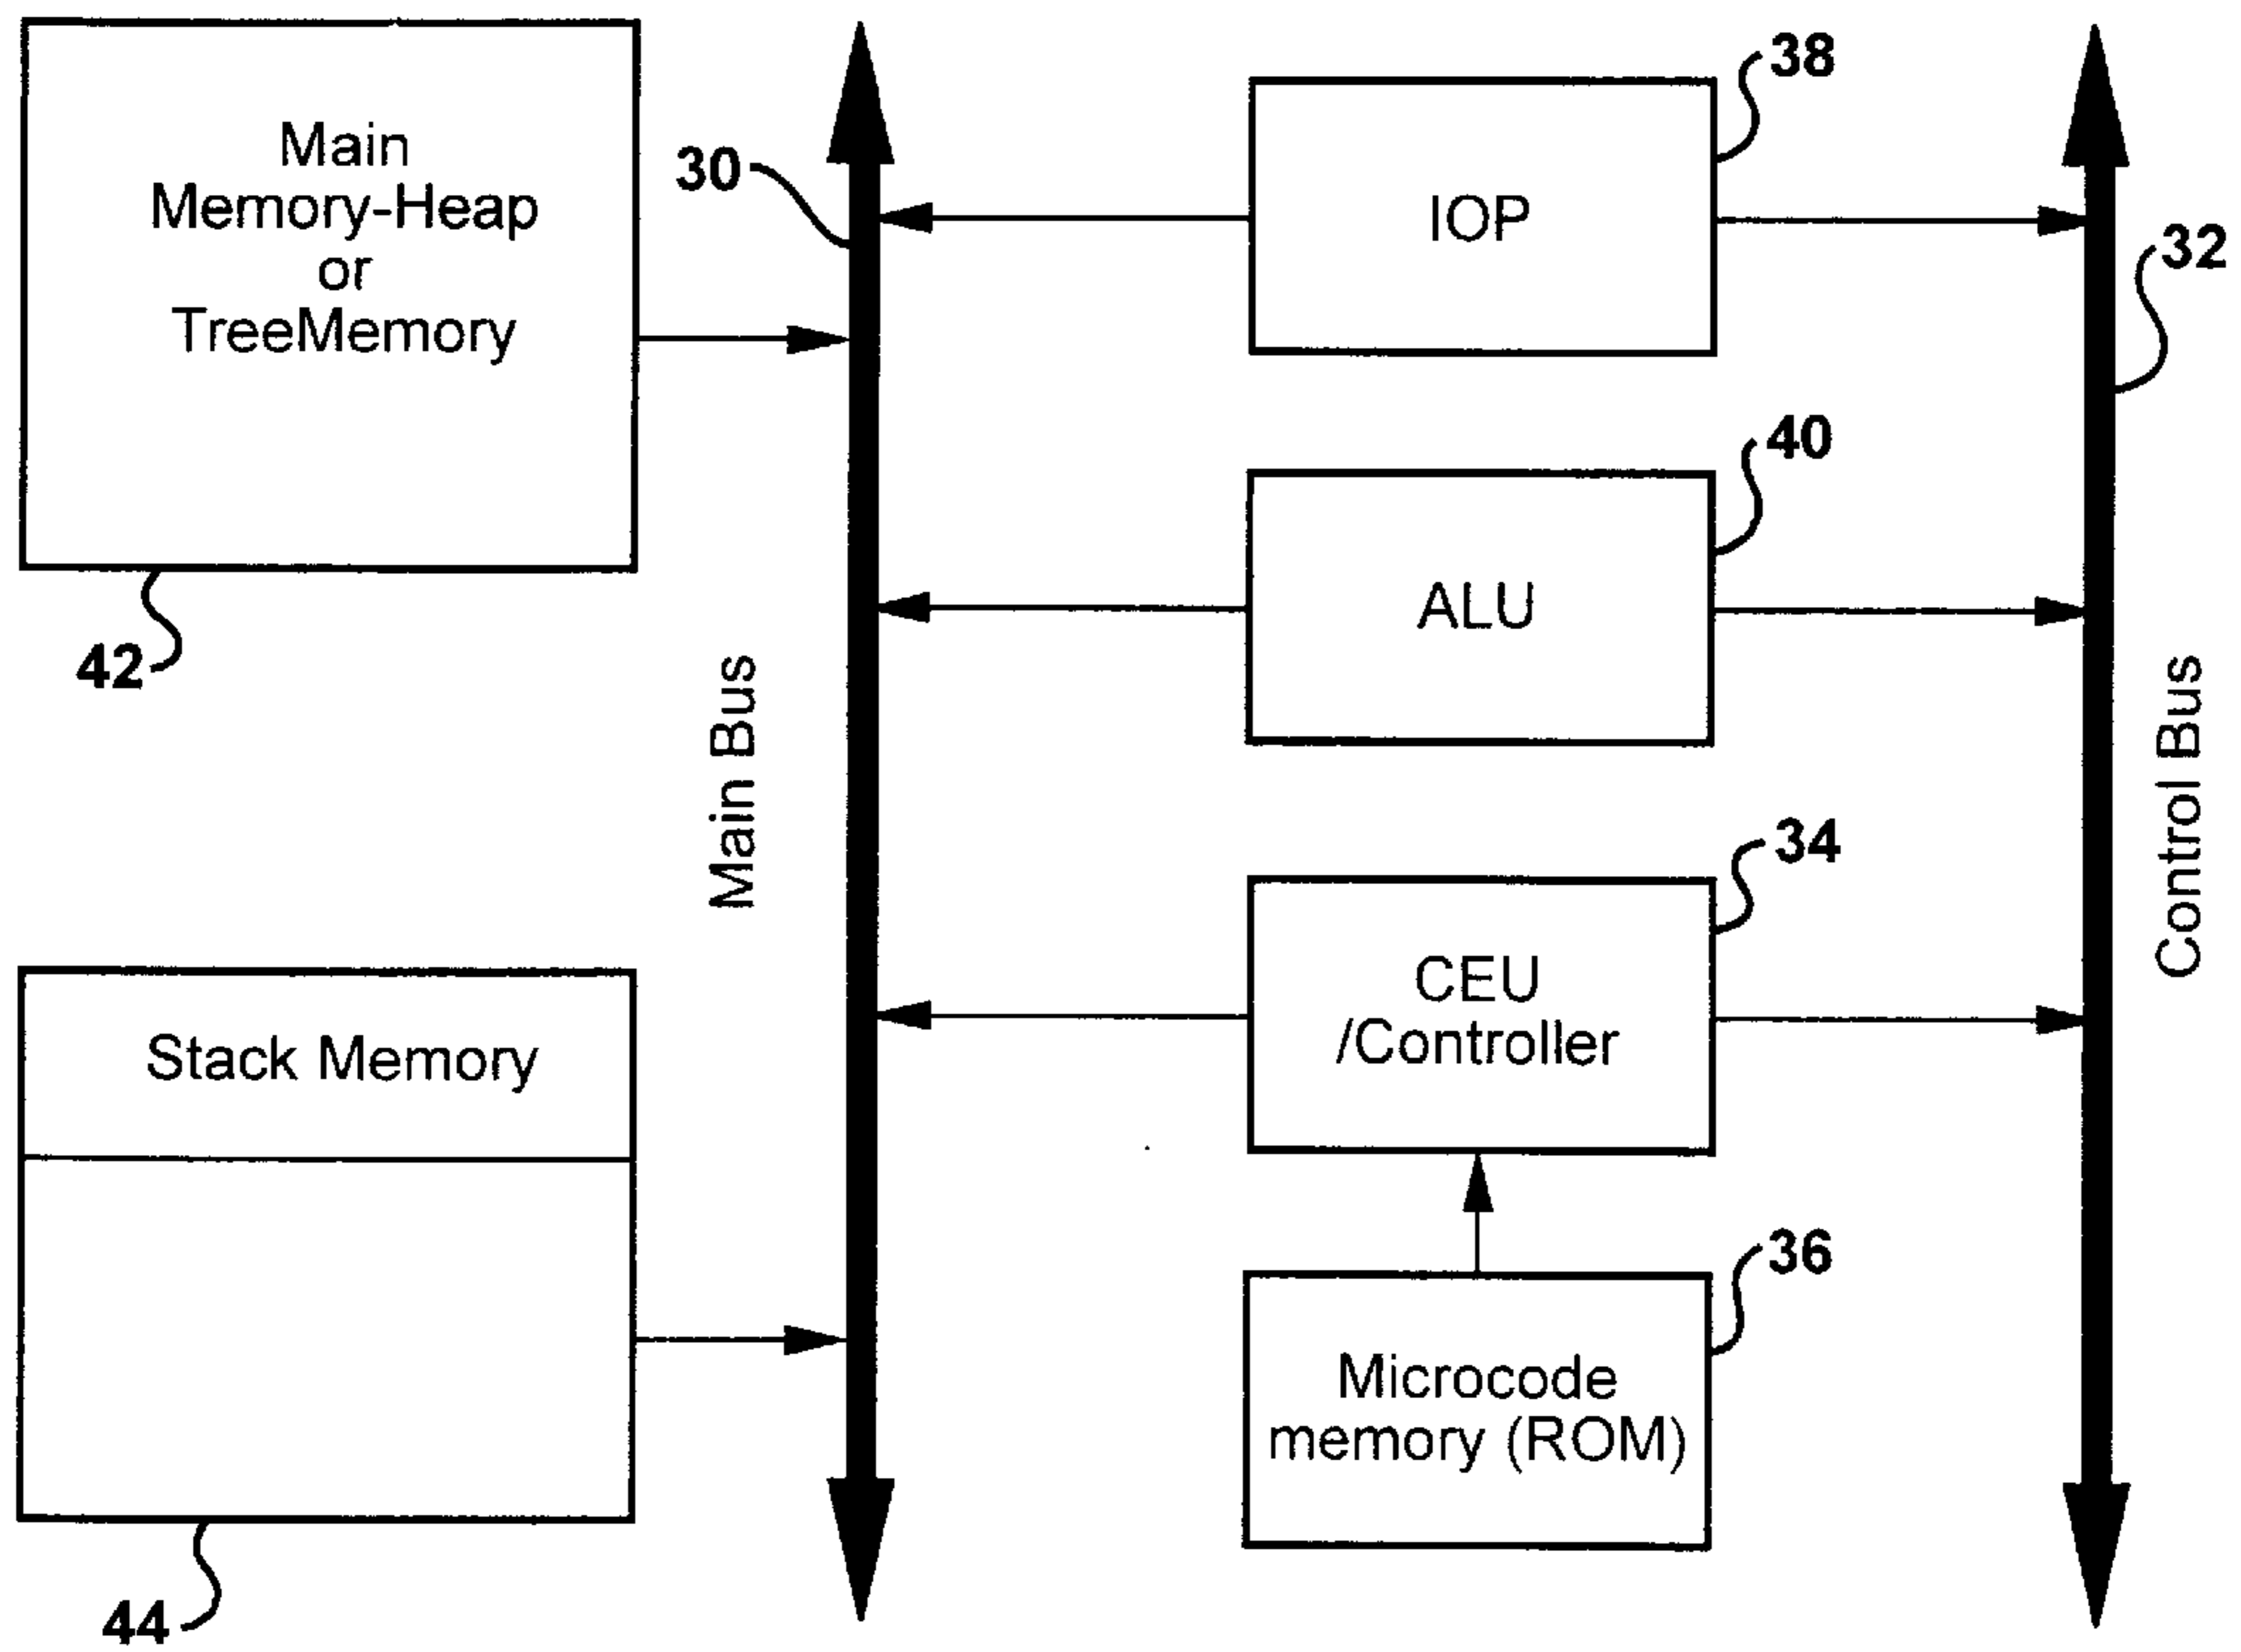 Main
Memory-Heap
or
TreeMemory
42
30
Main Bus
Stack Memory
44
38
IOP
32
40
ALU
34
CEU
/Controller
Control Bus
36
Microcode
memory (ROM)